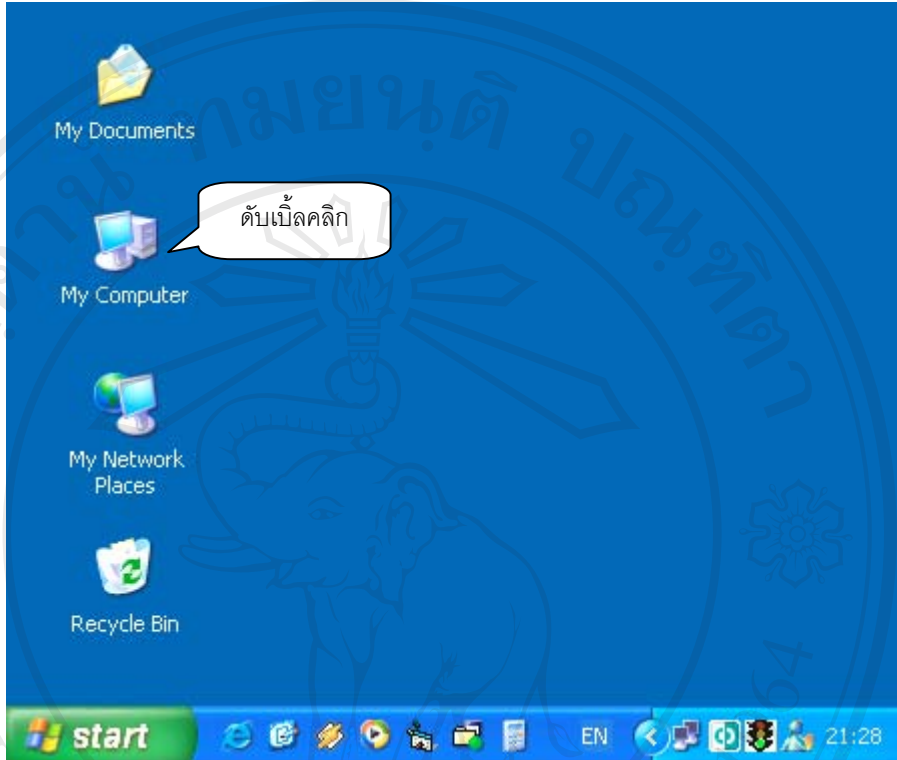 My Documents
ดับเบิ้ลคลิก
My Computer
My Network
Places
Recycle Bin
start
EN
21:28